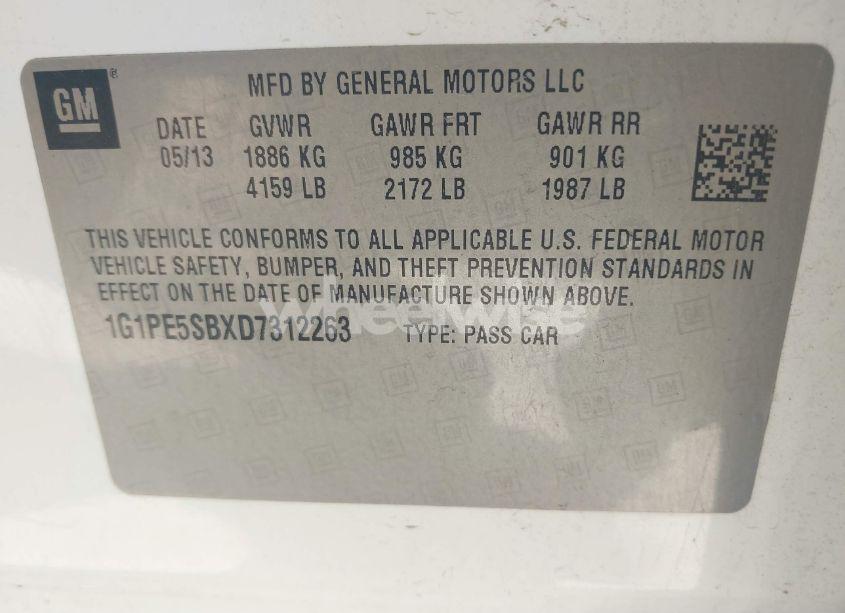 MFD BY GENERAL MOTORS LLC
GM®
DATE GVWR GAWR FRT GAWR RR
05/13 1886 KG 985 KG 901 KG
4159 LB 2172 LB 1987 LB
THIS VEHICLE CONFORMS TO ALL APPLICABLE U.S. FEDERAL MOTOR
VEHICLE SAFETY, BUMPER, AND THEFT PREVENTION STANDARDS IN
EFFECT ON THE DATE OF MANUFACTURE SHOWN ABOVE.
wheelwise
1G1PE5SBXD7312263 TYPE: PASS CAR